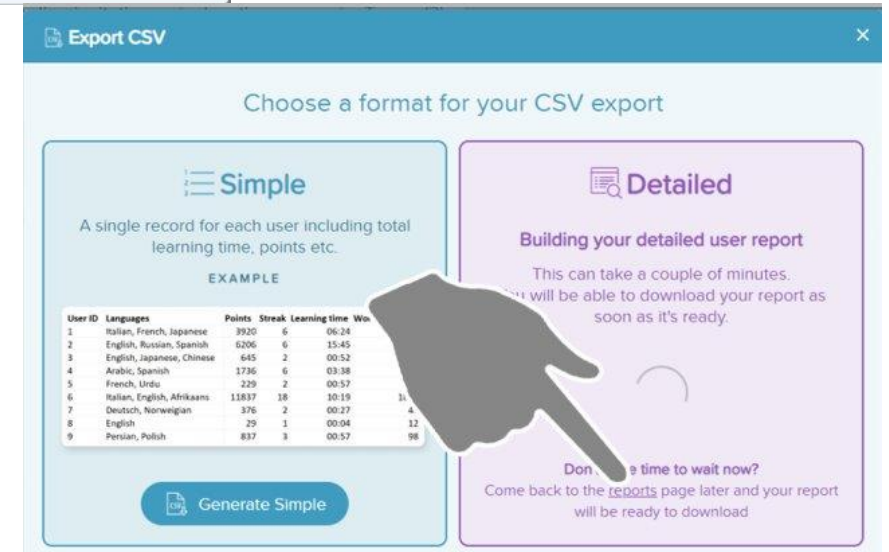 Export CSV
Choose a format for your CSV export
Simple
A single record for each user including total
learning time, points etc.
EXAMPLE
User ID Languages Points Streak Learning time
1 Italian, French, Japanese 3920 6 06:24
2 English, Russian, Spanish 6206 6 15:45
3 English, Japanese, Chinese 645 2 00:52
4 Arabic, Spanish 1736 6 03:38
5 French, Urdu 229 2 00:57
6 Italian, English, Afrikaans 11837 18 10:19
7 Deutsch, Norweigian 376 2 00:27
8 English 29 1 00:04 12
9 Persian, Polish 837 3 00:57 98
Generate Simple
Detailed
Building your detailed user report
This can take a couple of minutes.
will be able to download your report as
soon as it's ready.
time to wait now?
Come back to the reports page later and your report
will be ready to download